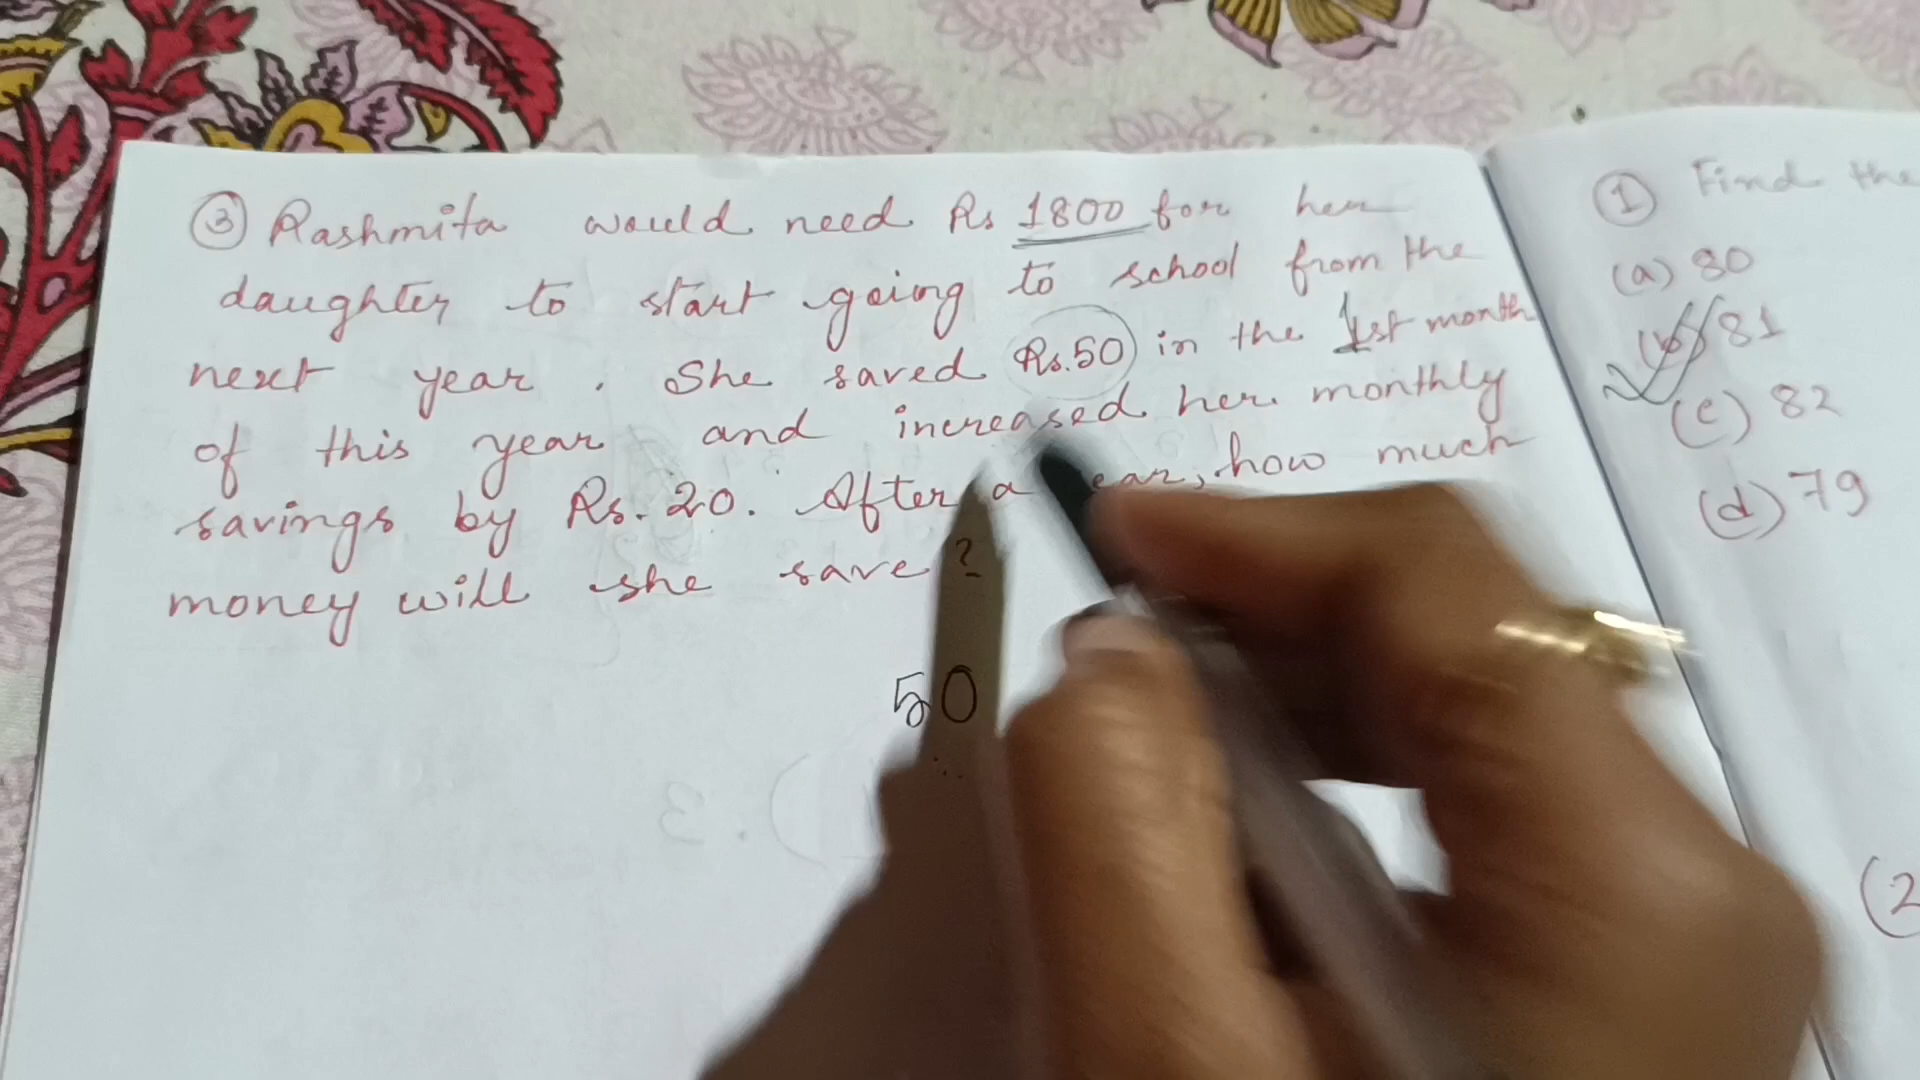 ③ Rashmita would need Rs 1800 for her
daughter to start going to school from the
next year. She saved Rs.50 in the 1st month
of this year and increased her monthly
savings by Rs. 20. After a ear, how much
money will she save?
50
① Find the
(a) 80
(b) 81
(c) 82
(d) 79
(2